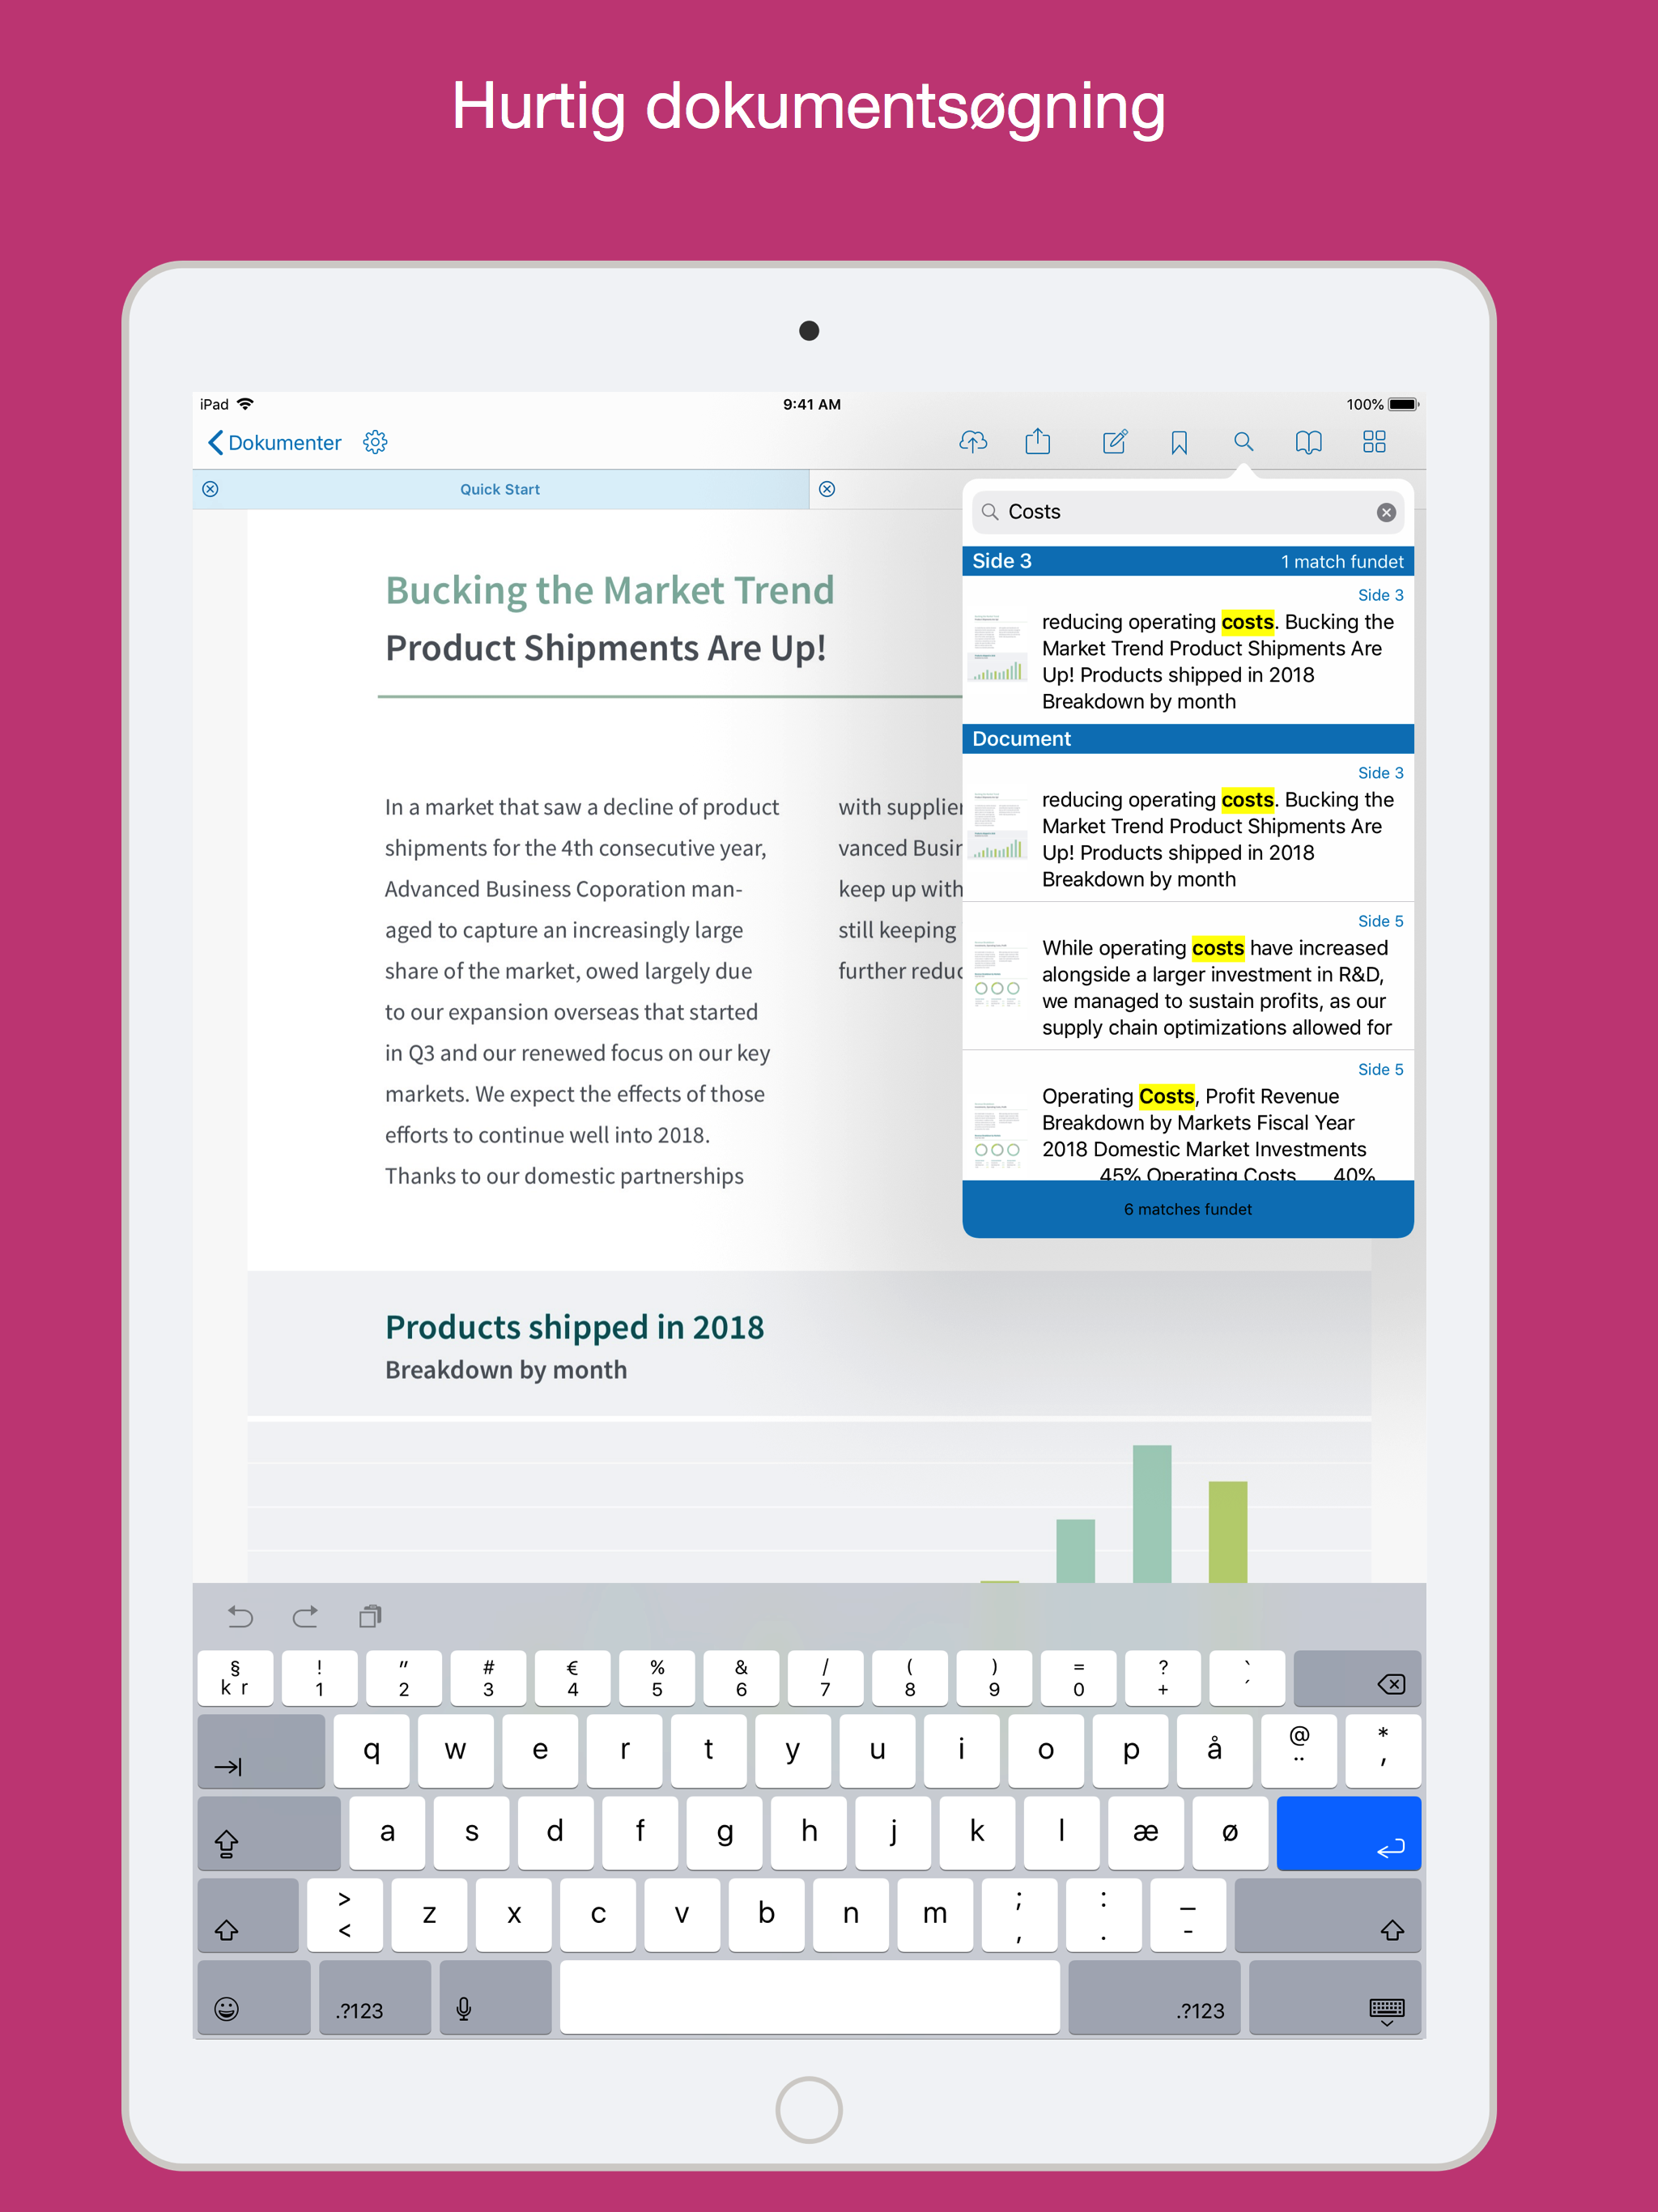 Hurtig dokumentsøgning
iPad
9:41 AM
100%
Dokumenter
Quick Start
Costs
Side 3 1 match fundet
Side 3
reducing operating costs. Bucking the
Market Trend Product Shipments Are
Up! Products shipped in 2018
Breakdown by month
Document
Side 3
reducing operating costs. Bucking the
Market Trend Product Shipments Are
Up! Products shipped in 2018
Breakdown by month
Side 5
While operating costs have increased
alongside a larger investment in R&D,
we managed to sustain profits, as our
supply chain optimizations allowed for
Side 5
Operating Costs, Profit Revenue
Breakdown by Markets Fiscal Year
2018 Domestic Market Investments
45% Operating Costs 40%
6 matches fundet
Bucking the Market Trend
Product Shipments Are Up!
In a market that saw a decline of product
shipments for the 4th consecutive year,
Advanced Business Coporation man-
aged to capture an increasingly large
share of the market, owed largely due
to our expansion overseas that started
in Q3 and our renewed focus on our key
markets. We expect the effects of those
efforts to continue well into 2018.
Thanks to our domestic partnerships
with supplier
vanced Busin
keep up with
still keeping
further reduc
Products shipped in 2018
Breakdown by month
§ ! " # € % & / ( ) = ? `
k r 1 2 3 4 5 6 7 8 9 0 + ´
q w e r t y u i o p å @ ¨ * '
a s d f g h j k l æ ø
> < z x c v b n m ; , : . _ -
.?123 .?123